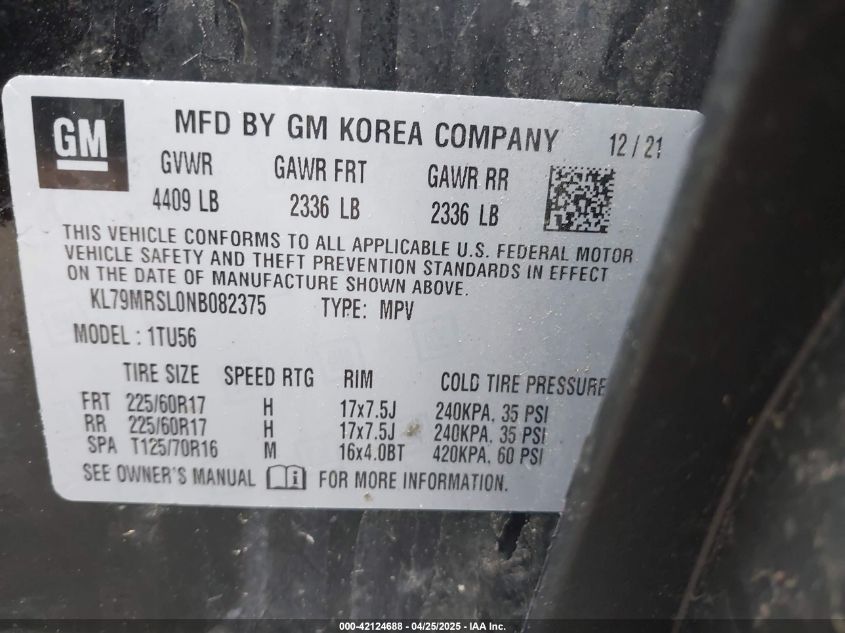 GM
MFD BY GM KOREA COMPANY 12/21
GVWR GAWR FRT GAWR RR
4409 LB 2336 LB 2336 LB
THIS VEHICLE CONFORMS TO ALL APPLICABLE U.S. FEDERAL MOTOR
VEHICLE SAFETY AND THEFT PREVENTION STANDARDS IN EFFECT
ON THE DATE OF MANUFACTURE SHOWN ABOVE.
KL79MRSL0NB082375 TYPE: MPV
MODEL : 1TU56
TIRE SIZE SPEED RTG RIM COLD TIRE PRESSURE
FRT 225/60R17 H 17x7.5J 240KPA, 35 PSI
RR 225/60R17 H 17x7.5J 240KPA, 35 PSI
SPA T125/70R16 M 16x4.0BT 420KPA, 60 PSI
SEE OWNER'S MANUAL FOR MORE INFORMATION.
000-42124688 - 04/25/2025 - IAA Inc.